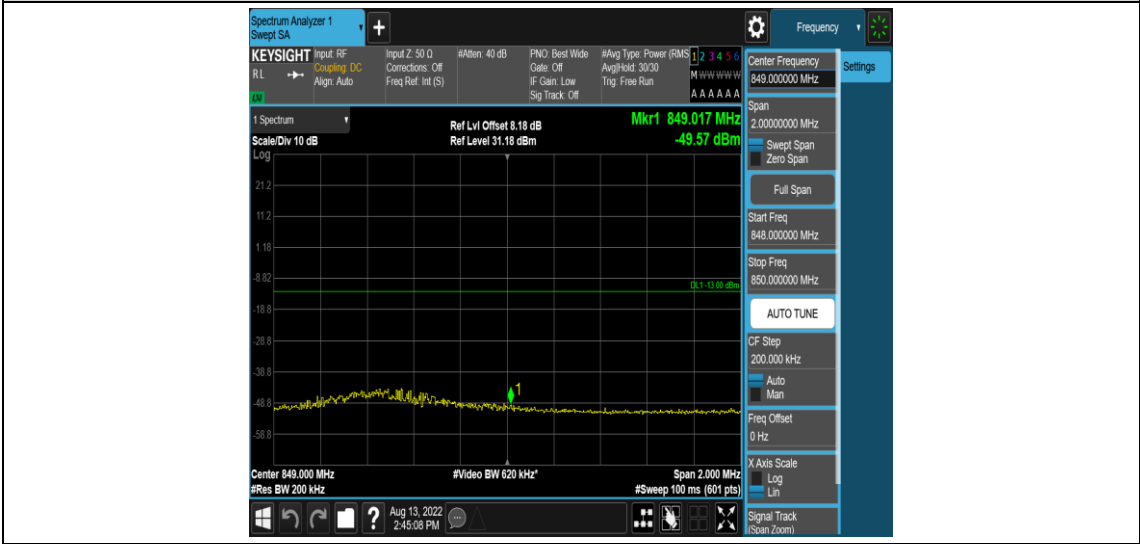 Spectrum Analyzer 1
Swept SA
Frequency
KEYSIGHT
RL
LXI
Input: RF
Coupling: DC
Align: Auto
Input Z: 50 Ω
Corrections: Off
Freq Ref: Int (S)
#Atten: 40 dB
PNO: Best Wide
Gate: Off
IF Gain: Low
Sig Track: Off
#Avg Type: Power (RMS
Avg|Hold: 30/30
Trig: Free Run
1 2 3 4 5 6
M W W W W W
A A A A A A
1 Spectrum
Scale/Div 10 dB
Log
Ref Lvl Offset 8.18 dB
Ref Level 31.18 dBm
Mkr1 849.017 MHz
-49.57 dBm
21.2
11.2
1.18
-8.82
DL1 -13.00 dBm
-18.8
-28.8
-38.8
1
-48.8
-58.8
Center 849.000 MHz
#Video BW 620 kHz*
Span 2.000 MHz
#Res BW 200 kHz
#Sweep 100 ms (601 pts)
?
Aug 13, 2022
2:45:08 PM
Center Frequency
849.000000 MHz
Settings
Span
2.00000000 MHz
Swept Span
Zero Span
Full Span
Start Freq
848.000000 MHz
Stop Freq
850.000000 MHz
AUTO TUNE
CF Step
200.000 kHz
Auto
Man
Freq Offset
0 Hz
X Axis Scale
Log
Lin
Signal Track
(Span Zoom)